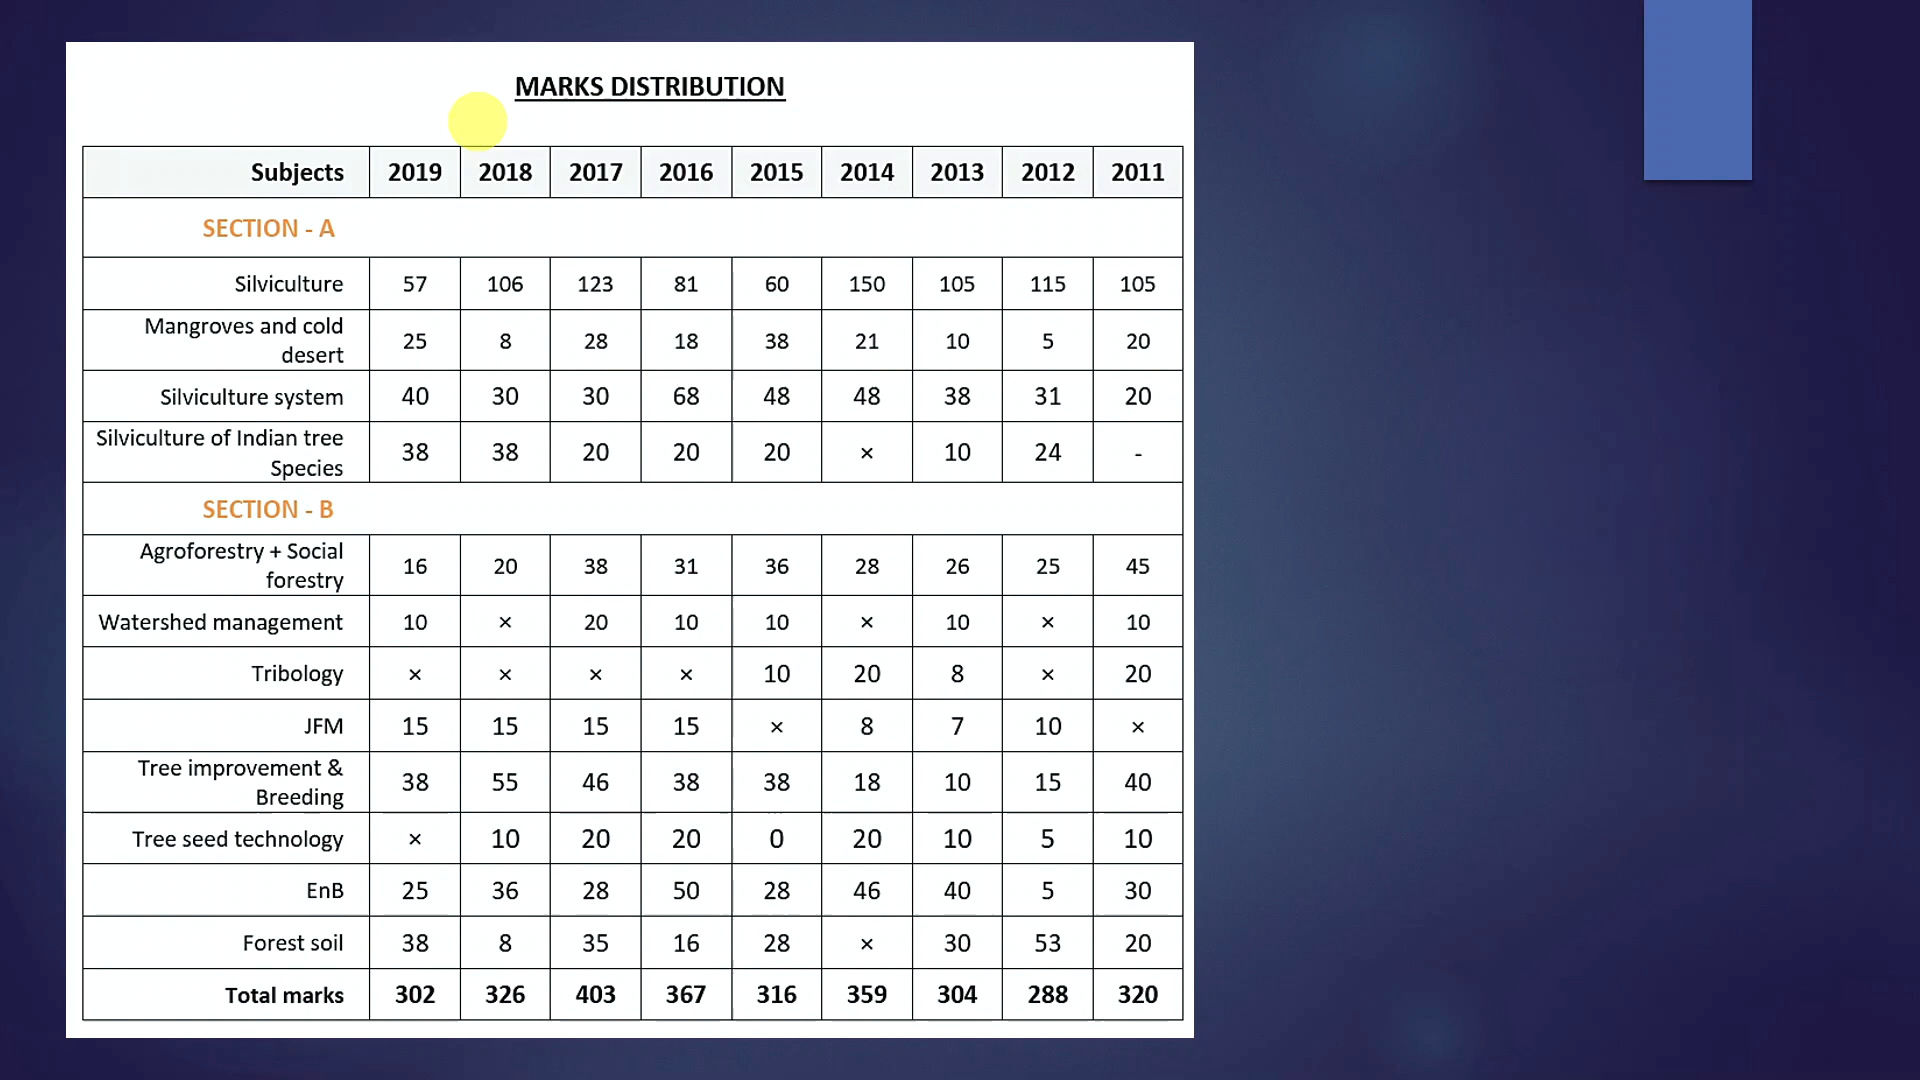 MARKS DISTRIBUTION
Subjects 2019 2018 2017 2016 2015 2014 2013 2012 2011
SECTION - A
Silviculture 57 106 123 81 60 150 105 115 105
Mangroves and cold
desert 25 8 28 18 38 21 10 5 20
Silviculture system 40 30 30 68 48 48 38 31 20
Silviculture of Indian tree
Species 38 38 20 20 20 × 10 24 -
SECTION - B
Agroforestry + Social
forestry 16 20 38 31 36 28 26 25 45
Watershed management 10 × 20 10 10 × 10 × 10
Tribology × × × × 10 20 8 × 20
JFM 15 15 15 15 × 8 7 10 ×
Tree improvement &
Breeding 38 55 46 38 38 18 10 15 40
Tree seed technology × 10 20 20 0 20 10 5 10
EnB 25 36 28 50 28 46 40 5 30
Forest soil 38 8 35 16 28 × 30 53 20
Total marks 302 326 403 367 316 359 304 288 320